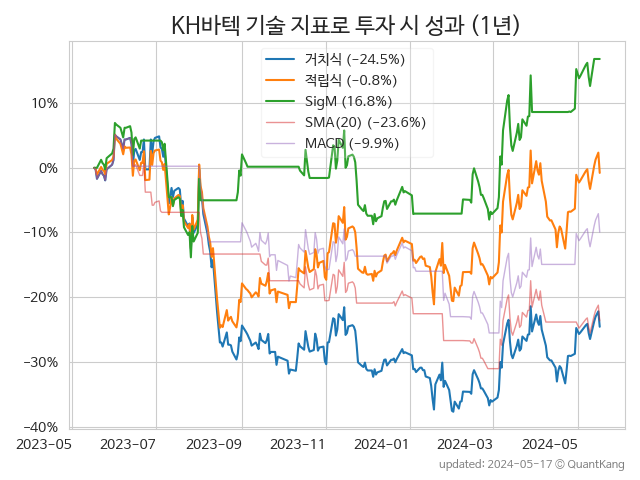 KH바텍 기술 지표로 투자 시 성과 (1년)
거치식 (−24.5%)
적립식 (−0.8%)
SigM (16.8%)
SMA(20) (−23.6%)
MACD (−9.9%)
10%
0%
−10%
−20%
−30%
−40%
2023−05 2023−07 2023−09 2023−11 2024−01 2024−03 2024−05
updated: 2024−05−17 © QuantKang